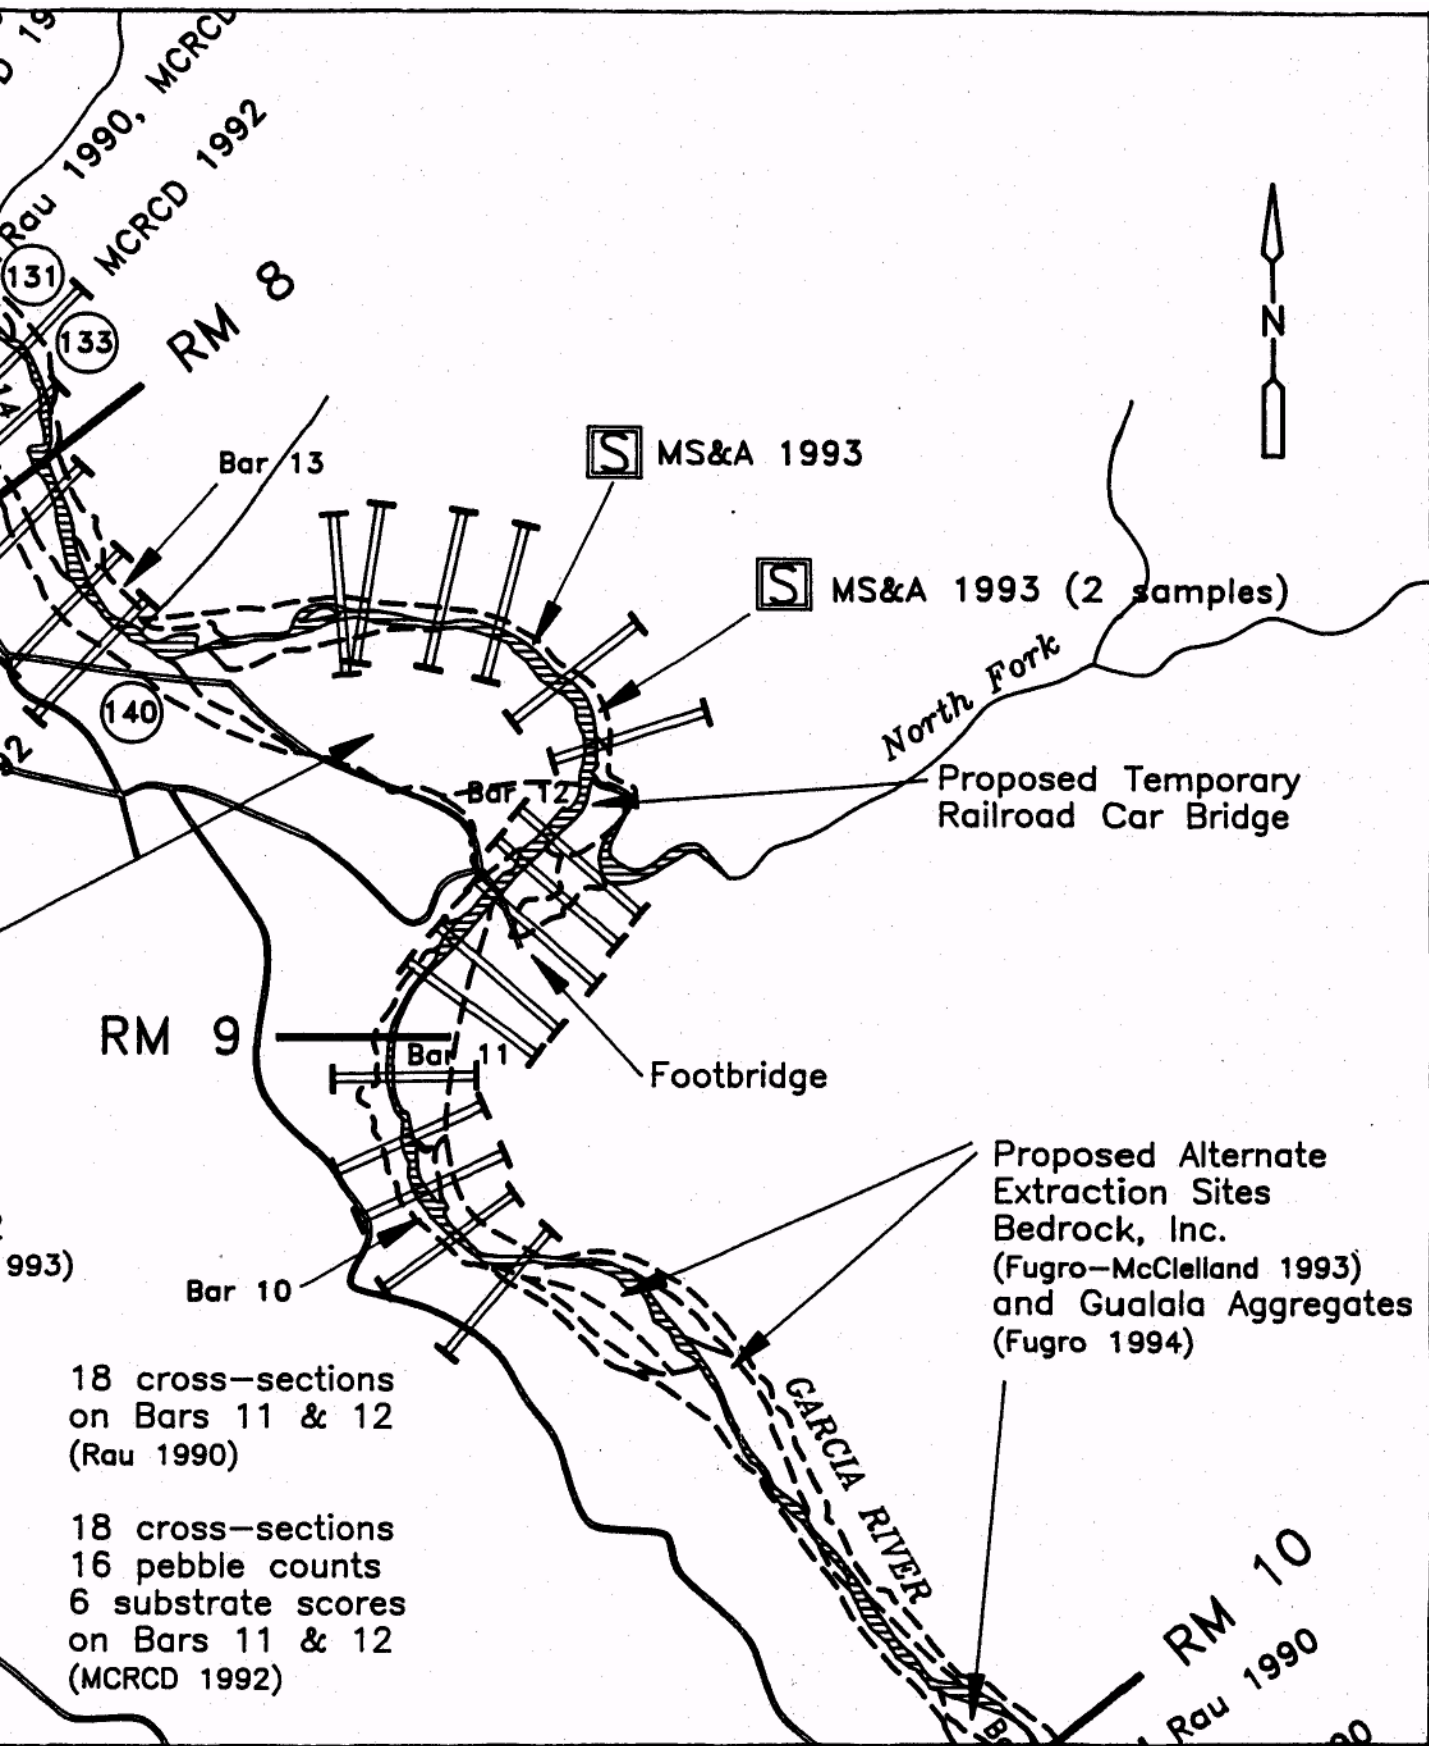 D 19
Rau 1990, MCRCD
MCRCD 1992
131
133
RM 8
Bar 13
S MS&A 1993
N
S MS&A 1993 (2 samples)
North Fork
140
Bar 12
Proposed Temporary
Railroad Car Bridge
RM 9
Bar 11
Footbridge
Proposed Alternate
Extraction Sites
Bedrock, Inc.
(Fugro-McClelland 1993)
and Gualala Aggregates
(Fugro 1994)
993)
Bar 10
18 cross-sections
on Bars 11 & 12
(Rau 1990)
18 cross-sections
16 pebble counts
6 substrate scores
on Bars 11 & 12
(MCRCD 1992)
GARCIA RIVER
RM 10
Rau 1990
90